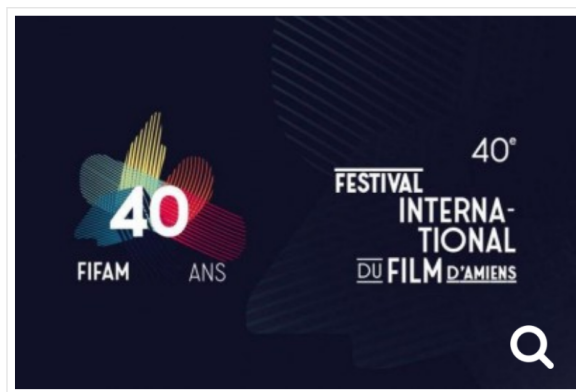 40
FIFAM ANS
40e
FESTIVAL
INTERNA-
TIONAL
DU FILM D'AMIENS